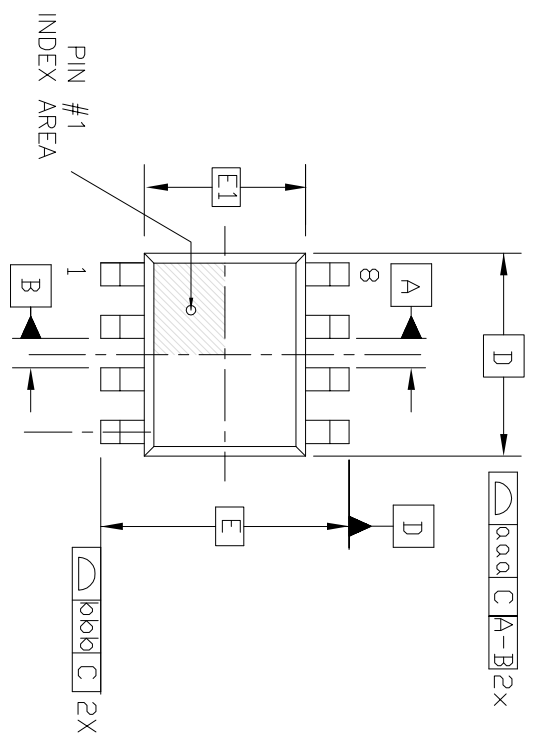 PIN #1
INDEX AREA
E1
1
8
B
A
D
E
D
aaa C A-B 2x
bbb C 2X